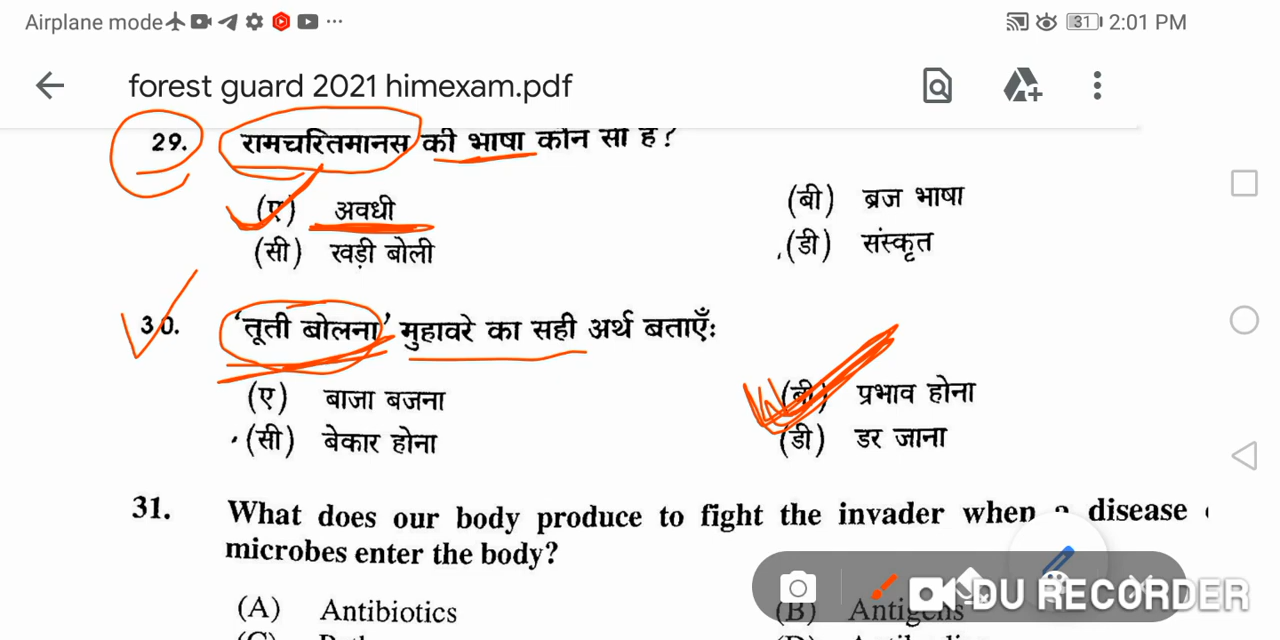 Airplane mode ... 31 2:01 PM
forest guard 2021 himexam.pdf
29. रामचरितमानस की भाषा कौन सी है?
(ए) अवधी (बी) ब्रज भाषा
(सी) खड़ी बोली (डी) संस्कृत
30. 'तूती बोलना' मुहावरे का सही अर्थ बताएँः
(ए) बाजा बजना (बी) प्रभाव होना
(सी) बेकार होना (डी) डर जाना
31. What does our body produce to fight the invader when a disease
microbes enter the body?
(A) Antibiotics (B) Antigens
DU RECORDER